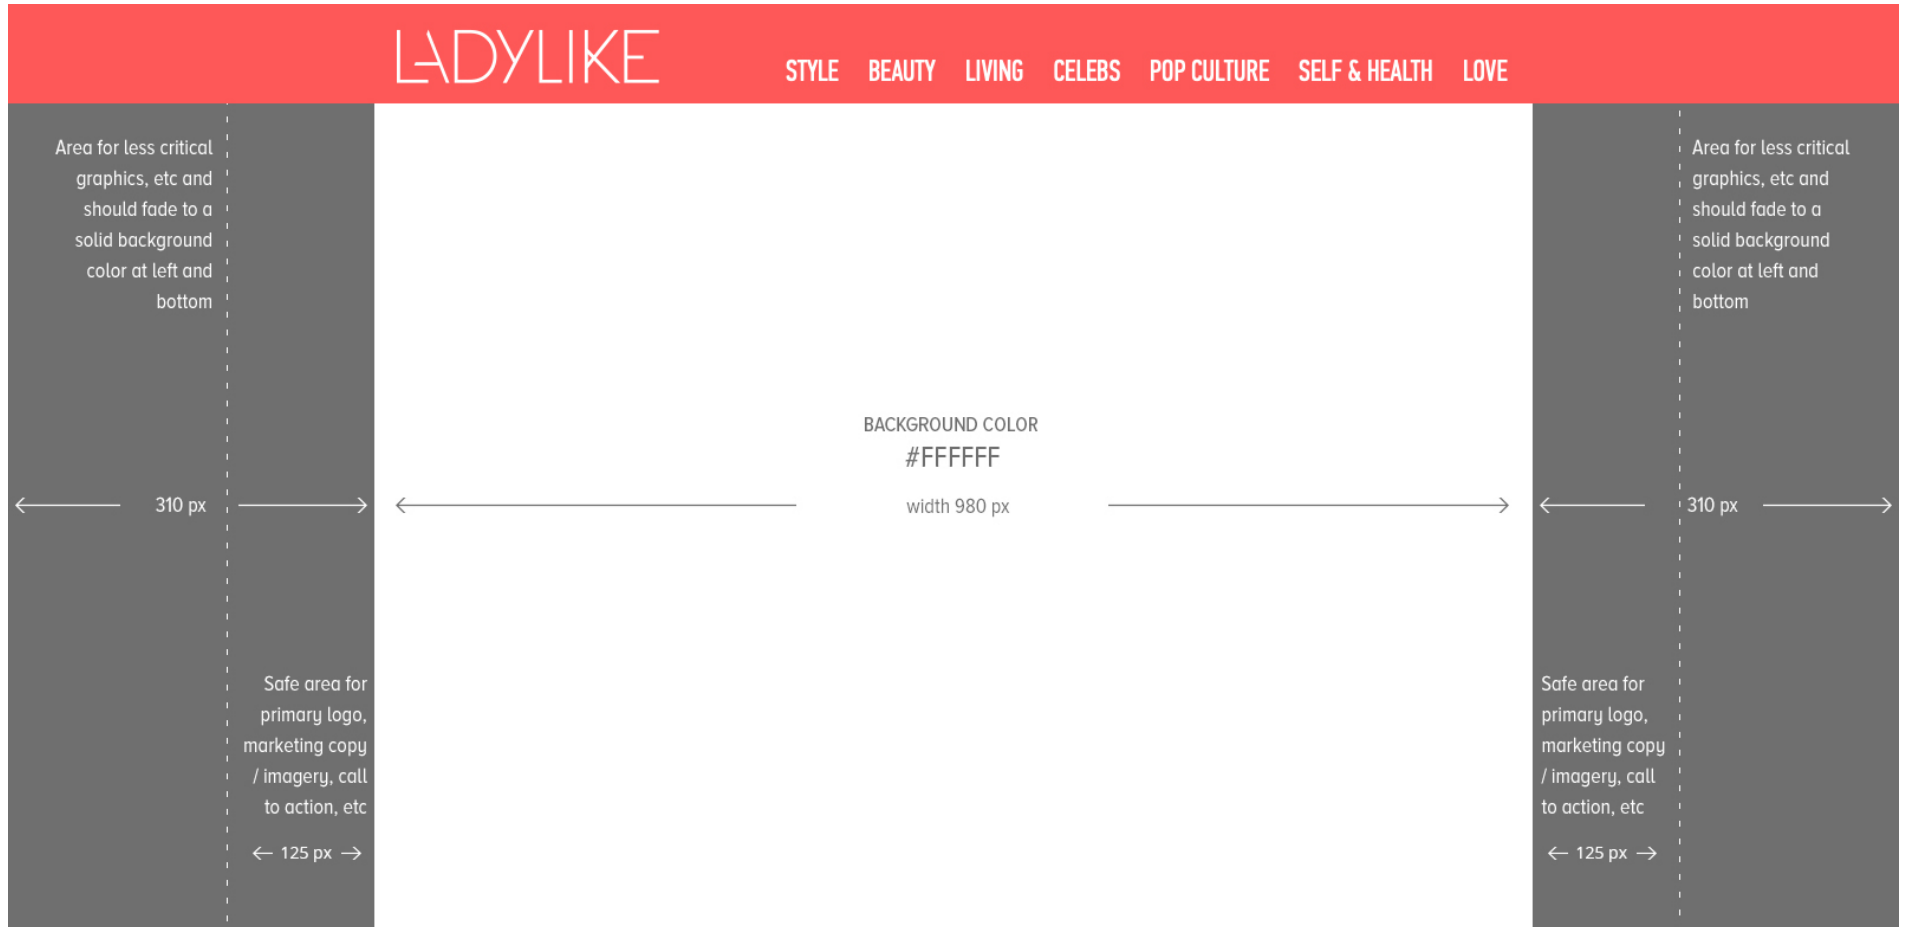 LADYLIKE
STYLE BEAUTY LIVING CELEBS POP CULTURE SELF & HEALTH LOVE
Area for less critical
graphics, etc and
should fade to a
solid background
color at left and
bottom
310 px
Safe area for
primary logo,
marketing copy
/ imagery, call
to action, etc
125 px
BACKGROUND COLOR
#FFFFFF
width 980 px
Area for less critical
graphics, etc and
should fade to a
solid background
color at left and
bottom
310 px
Safe area for
primary logo,
marketing copy
/ imagery, call
to action, etc
125 px